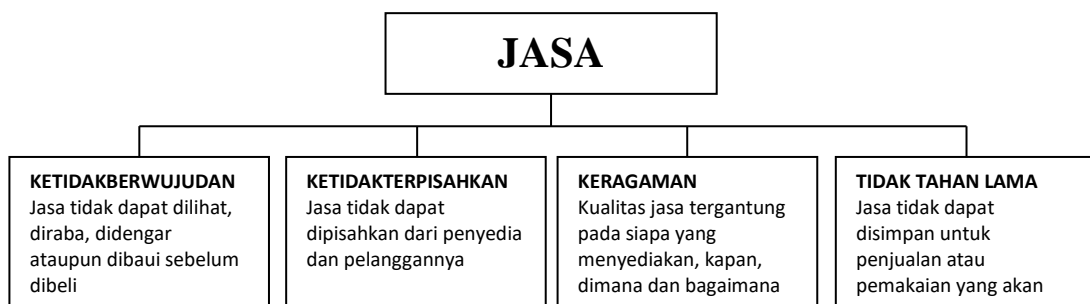 JASA
KETIDAKBERWUJUDAN
Jasa tidak dapat dilihat,
diraba, didengar
ataupun dibaui sebelum
dibeli
KETIDAKTERPISAHKAN
Jasa tidak dapat
dipisahkan dari penyedia
dan pelanggannya
KERAGAMAN
Kualitas jasa tergantung
pada siapa yang
menyediakan, kapan,
dimana dan bagaimana
TIDAK TAHAN LAMA
Jasa tidak dapat
disimpan untuk
penjualan atau
pemakaian yang akan